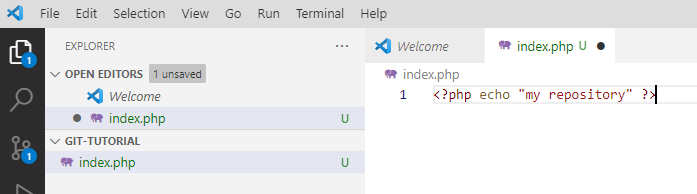 File Edit Selection View Go Run Terminal Help
EXPLORER ···
OPEN EDITORS 1 unsaved
Welcome
● index.php U
GIT-TUTORIAL
index.php U
1
1
Welcome index.php U ●
index.php
1 <?php echo "my repository" ?>